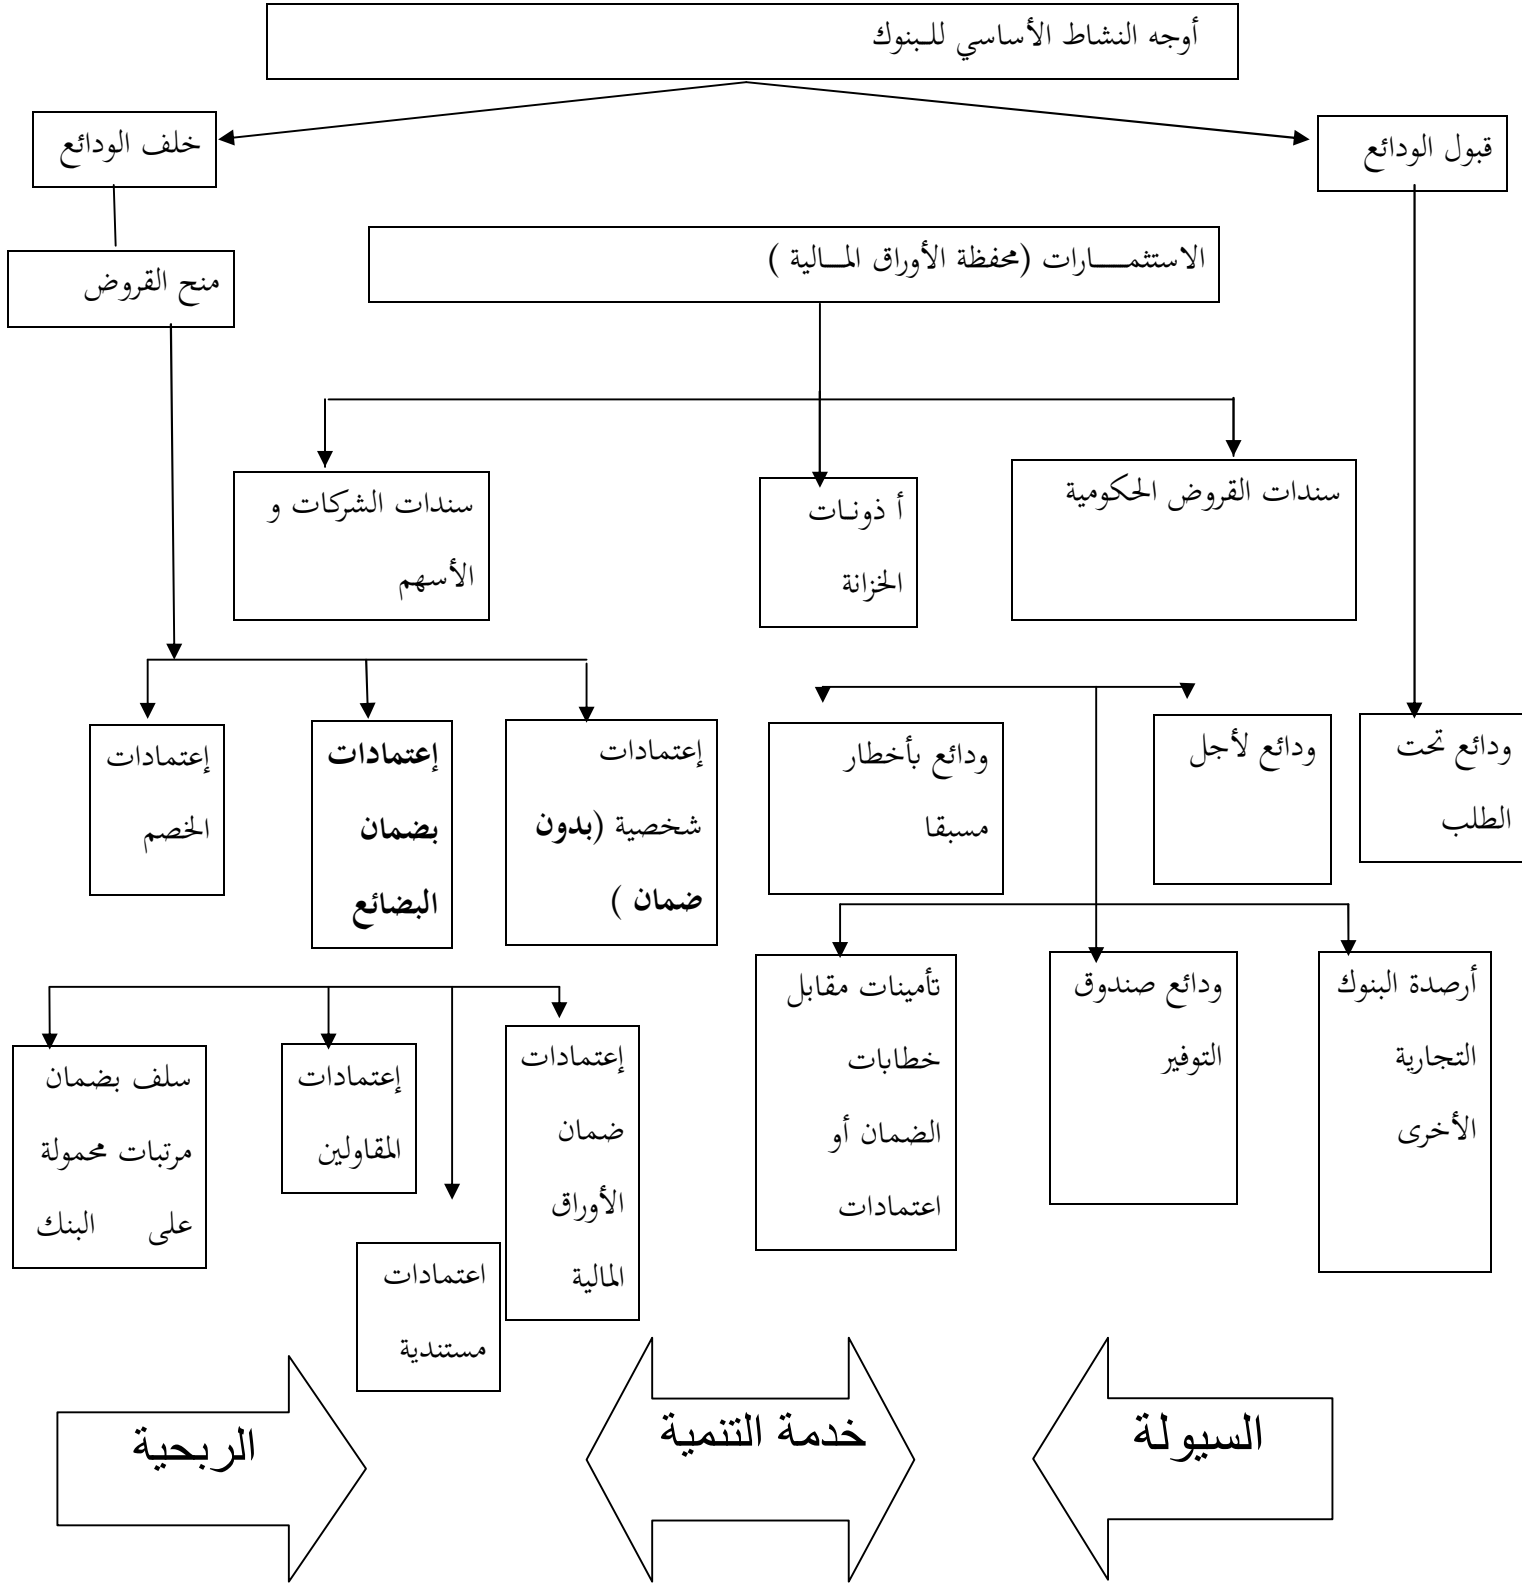 أوجه النشاط الأساسي للبنوك
قبول الودائع
خلف الودائع
الاستثمارات (محفظة الأوراق المالية )
منح القروض
سندات القروض الحكومية
أ ذونات
الخزانة
سندات الشركات و
الأسهم
ودائع تحت
الطلب
ودائع لأجل
ودائع بأخطار
مسبقا
إعتمادات
شخصية (بدون
ضمان )
إعتمادات
بضمان
البضائع
إعتمادات
الخصم
أرصدة البنوك
التجارية
الأخرى
ودائع صندوق
التوفير
تأمينات مقابل
خطابات
الضمان أو
اعتمادات
إعتمادات
ضمان
الأوراق
المالية
اعتمادات
مستندية
إعتمادات
المقاولين
سلف بضمان
مرتبات محمولة
على البنك
السيولة
خدمة التنمية
الربحية